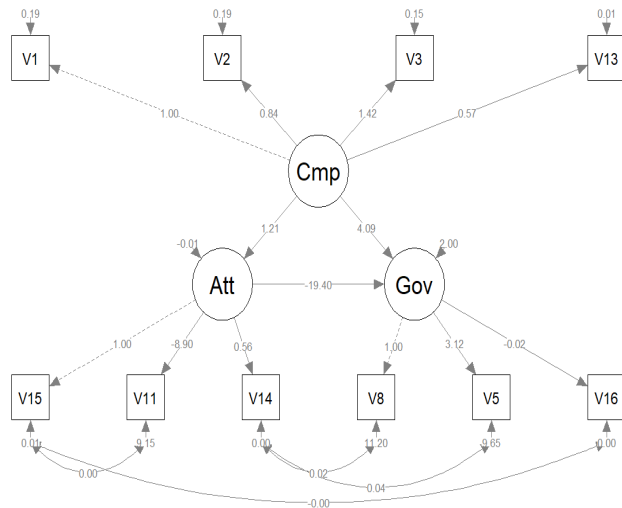 0.19 0.19 0.15 0.01
V1 V2 V3 V13
1.00 0.84 1.42 0.57
Cmp
1.21 4.09
-0.01 2.00
Att -19.40 Gov
1.00 -8.90 0.56 1.00 3.12 -0.02
V15 V11 V14 V8 V5 V16
0.01 9.15 0.00 11.20 9.65 0.00
0.00 0.02 0.04
-0.00